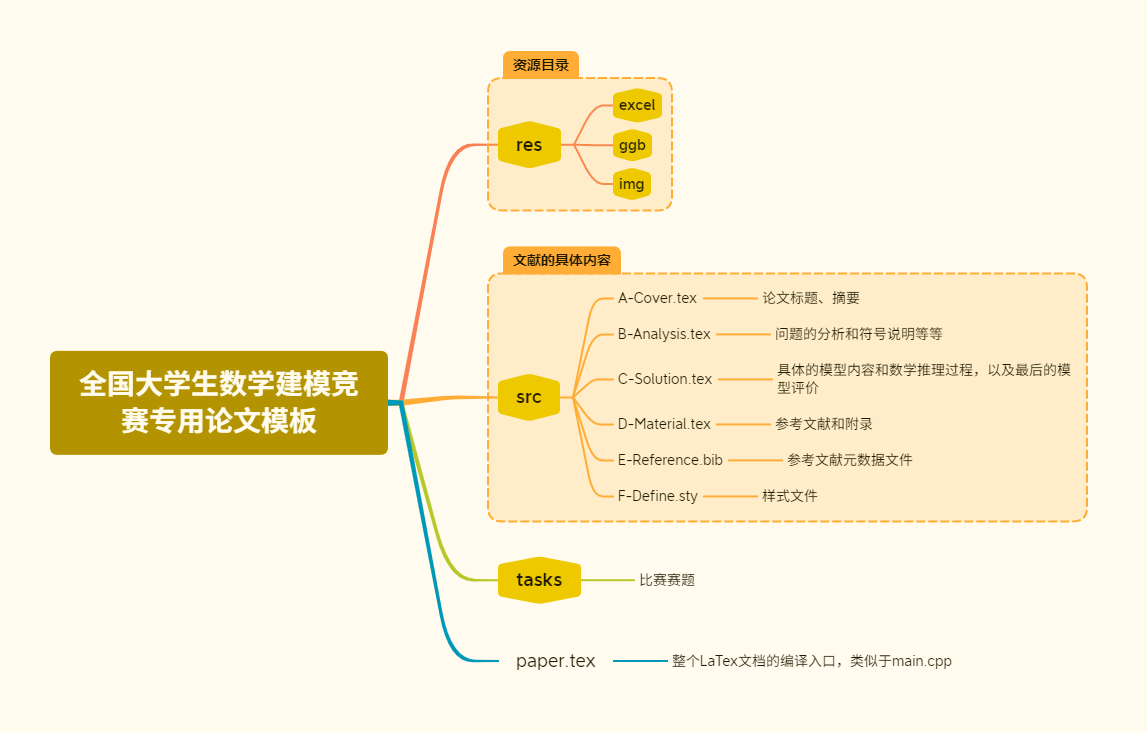 资源目录
res
excel
ggb
img
全国大学生数学建模竞
赛专用论文模板
文献的具体内容
src
A-Cover.tex
论文标题、摘要
B-Analysis.tex
问题的分析和符号说明等等
C-Solution.tex
具体的模型内容和数学推理过程，以及最后的模
型评价
D-Material.tex
参考文献和附录
E-Reference.bib
参考文献元数据文件
F-Define.sty
样式文件
tasks
比赛赛题
paper.tex
整个LaTex文档的编译入口，类似于main.cpp